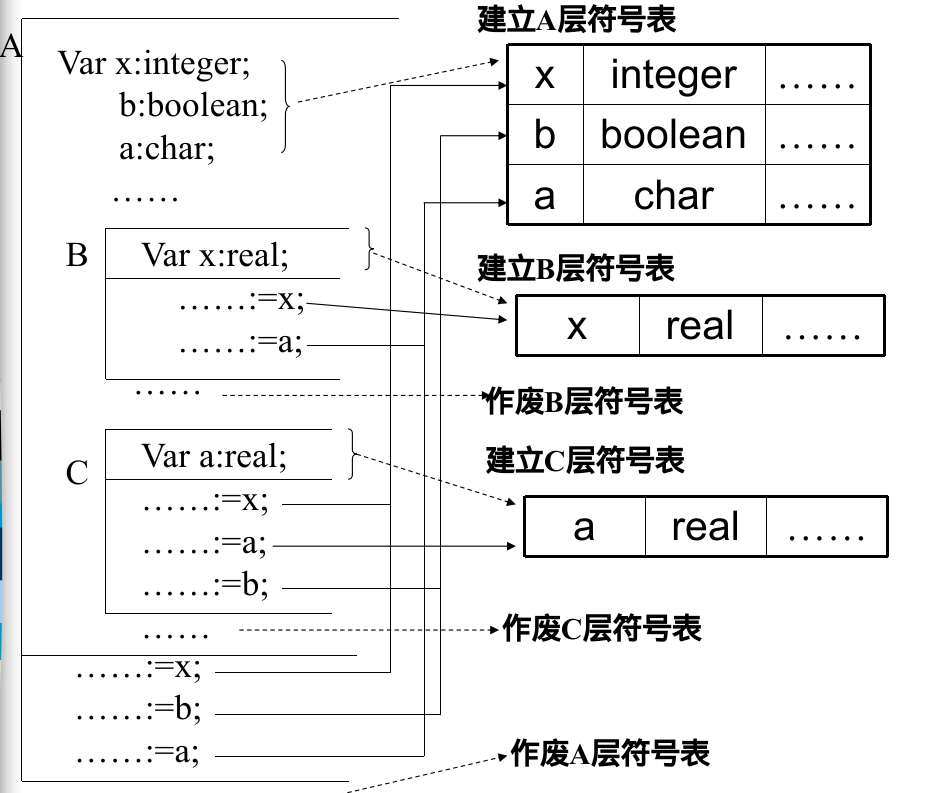 建立A层符号表
A
Var x:integer;
b:boolean;
a:char;
……
x integer ……
b boolean ……
a char ……
B
Var x:real;
……:=x;
……:=a;
……
建立B层符号表
x real ……
作废B层符号表
C
Var a:real;
……:=x;
……:=a;
……:=b;
……
建立C层符号表
a real ……
作废C层符号表
……:=x;
……:=b;
……:=a;
作废A层符号表